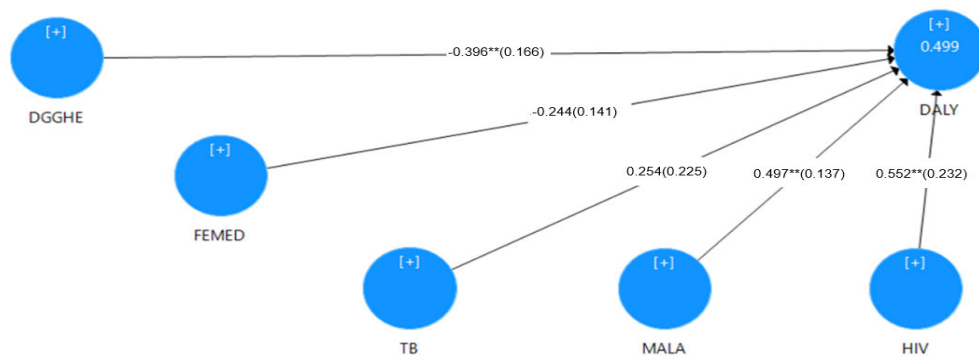 [+]
DGGHE
-0.396**(0.166)
[+]
0.499
DALY
[+]
FEMED
-0.244(0.141)
0.254(0.225)
0.497**(0.137)
0.552**(0.232)
[+]
TB
[+]
MALA
[+]
HIV